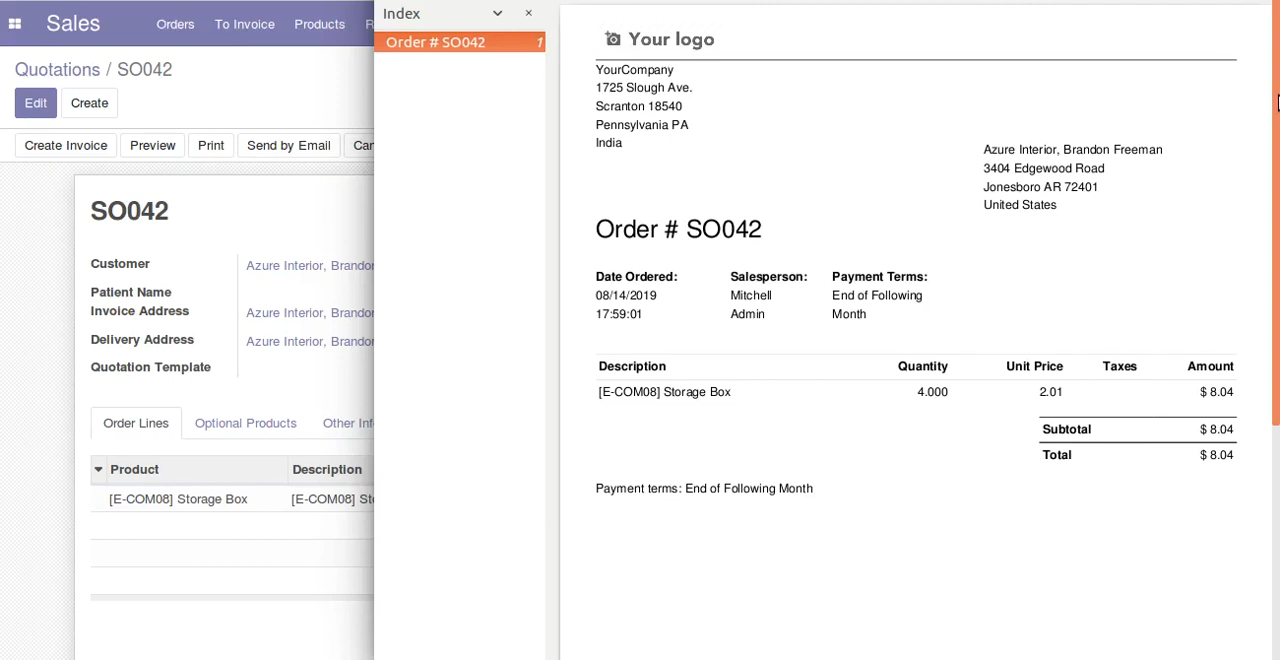 Sales
Orders
To Invoice
Products
R
Quotations / SO042
Edit
Create
Create Invoice
Preview
Print
Send by Email
Can
SO042
Customer
Azure Interior, Brandon
Patient Name
Invoice Address
Azure Interior, Brandon
Delivery Address
Azure Interior, Brandon
Quotation Template
Order Lines
Optional Products
Other Inf
Product
Description
[E-COM08] Storage Box
[E-COM08] Sto
Index
×
Order # SO042
1
Your logo
YourCompany
1725 Slough Ave.
Scranton 18540
Pennsylvania PA
India
Azure Interior, Brandon Freeman
3404 Edgewood Road
Jonesboro AR 72401
United States
Order # SO042
Date Ordered:
08/14/2019
17:59:01
Salesperson:
Mitchell
Admin
Payment Terms:
End of Following
Month
Description Quantity Unit Price Taxes Amount
[E-COM08] Storage Box 4.000 2.01 $ 8.04
Subtotal $ 8.04
Total $ 8.04
Payment terms: End of Following Month